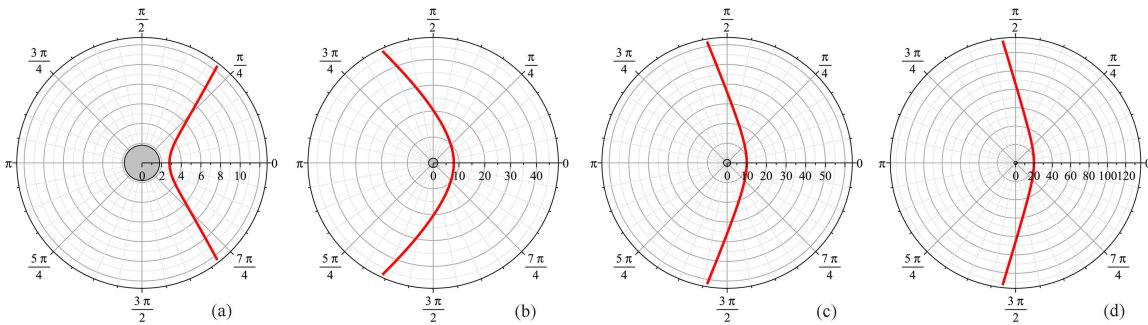 π/2 π/2 π/2 π/2
3π/4 π/4 3π/4 π/4 3π/4 π/4 3π/4 π/4
π 0 2 4 6 8 10 0 π 0 10 20 30 40 0 π 0 10 20 30 40 50 0 π 0 20 40 60 80 100 120 0
5π/4 7π/4 5π/4 7π/4 5π/4 7π/4 5π/4 7π/4
3π/2 (a) 3π/2 (b) 3π/2 (c) 3π/2 (d)